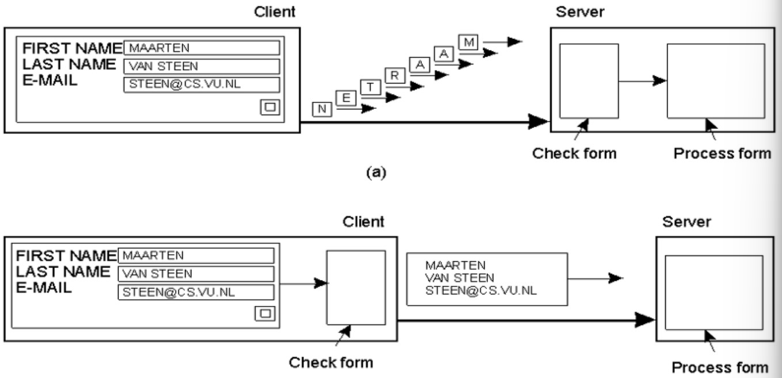 Client
Server
FIRST NAME MAARTEN
LAST NAME VAN STEEN
E-MAIL STEEN@CS.VU.NL
N E T R A A M
Check form
Process form
(a)
Client
Server
FIRST NAME MAARTEN
LAST NAME VAN STEEN
E-MAIL STEEN@CS.VU.NL
MAARTEN
VAN STEEN
STEEN@CS.VU.NL
Check form
Process form